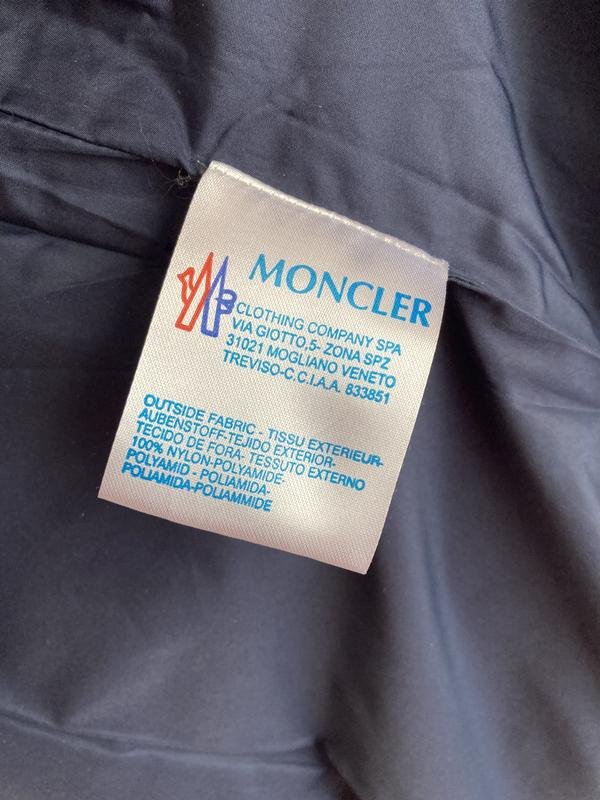 MONCLER
CLOTHING COMPANY SPA
VIA GIOTTO,5- ZONA SPZ
31021 MOGLIANO VENETO
TREVISO-C.C.I.A.A. 833851
OUTSIDE FABRIC - TISSU EXTERIEUR-
AUBENSTOFF-TEJIDO EXTERIOR-
TECIDO DE FORA- TESSUTO EXTERNO
100% NYLON-POLYAMIDE-
POLYAMID - POLIAMIDA-
POLIAMIDA-POLIAMMIDE